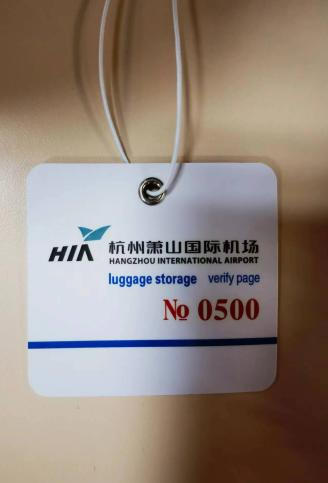 HIA 杭州萧山国际机场
HANGZHOU INTERNATIONAL AIRPORT
luggage storage verify page
№ 0500